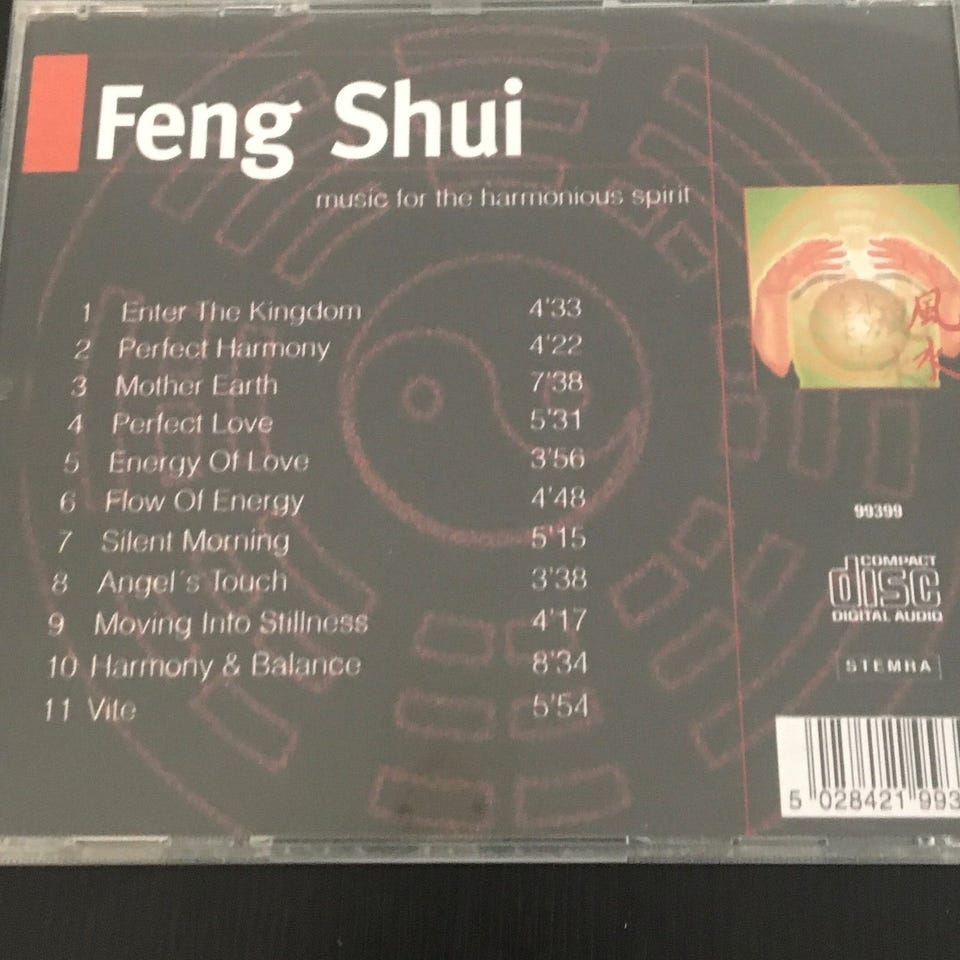 Feng Shui
music for the harmonious spirit
1 Enter The Kingdom 4'33
2 Perfect Harmony 4'22
3 Mother Earth 7'38
4 Perfect Love 5'31
5 Energy Of Love 3'56
6 Flow Of Energy 4'48
7 Silent Morning 5'15
8 Angel´s Touch 3'38
9 Moving Into Stillness 4'17
10 Harmony & Balance 8'34
11 Vite 5'54
風
水
99399
COMPACT
disc
DIGITAL AUDIO
STEMRA
5 028421 993